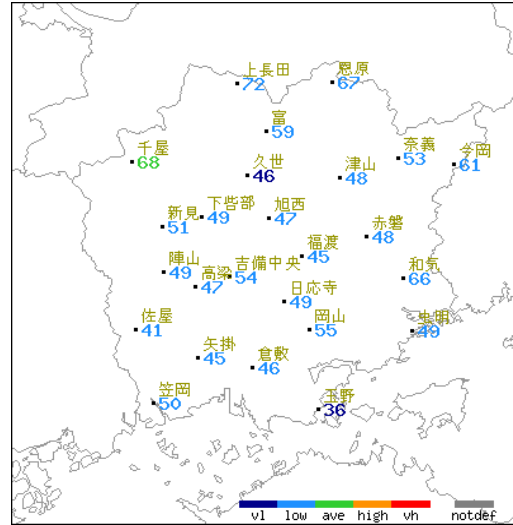 上長田
72
恩原
67
富
59
千屋
68
久世
46
津山
48
奈義
53
今岡
61
下呰部
49
旭西
47
新見
51
赤磐
48
福渡
45
陣山
49
高梁
47
吉備中央
54
和気
66
日応寺
49
佐屋
41
岡山
55
虫明
49
矢掛
45
倉敷
46
笠岡
50
玉野
36
vl low ave high vh notdef